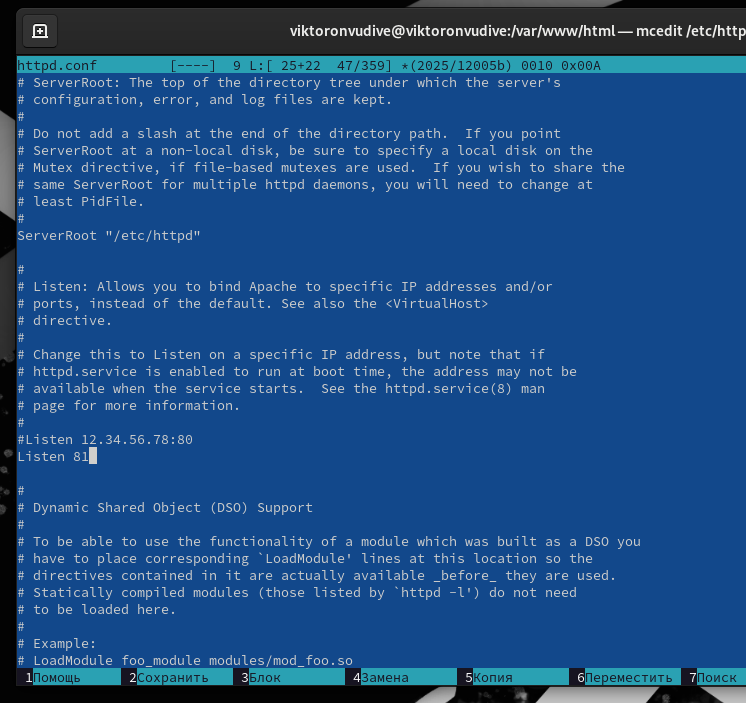 viktoronvudive@viktoronvudive:/var/www/html — mcedit /etc/http
httpd.conf         [----]  9 L:[ 25+22  47/359] *(2025/12005b) 0010 0x00A
# ServerRoot: The top of the directory tree under which the server's
# configuration, error, and log files are kept.
#
# Do not add a slash at the end of the directory path.  If you point
# ServerRoot at a non-local disk, be sure to specify a local disk on the
# Mutex directive, if file-based mutexes are used.  If you wish to share the
# same ServerRoot for multiple httpd daemons, you will need to change at
# least PidFile.
#
ServerRoot "/etc/httpd"

#
# Listen: Allows you to bind Apache to specific IP addresses and/or
# ports, instead of the default. See also the <VirtualHost>
# directive.
#
# Change this to Listen on a specific IP address, but note that if
# httpd.service is enabled to run at boot time, the address may not be
# available when the service starts.  See the httpd.service(8) man
# page for more information.
#
#Listen 12.34.56.78:80
Listen 81

#
# Dynamic Shared Object (DSO) Support
#
# To be able to use the functionality of a module which was built as a DSO you
# have to place corresponding `LoadModule' lines at this location so the
# directives contained in it are actually available _before_ they are used.
# Statically compiled modules (those listed by `httpd -l') do not need
# to be loaded here.
#
# Example:
# LoadModule foo_module modules/mod_foo.so
1Помощь 2Сохранить 3Блок 4Замена 5Копия 6Переместить 7Поиск